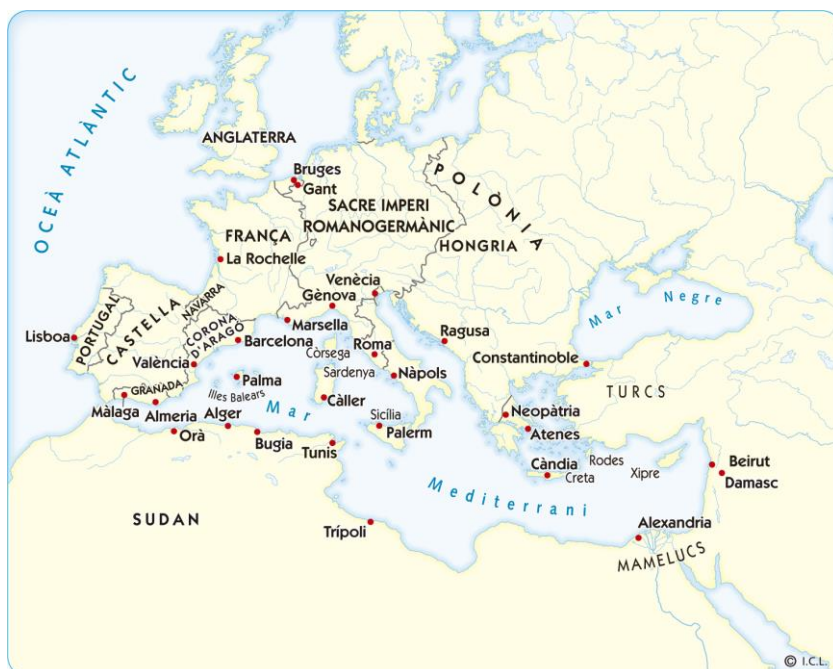 OCEÀ ATLÀNTIC
ANGLATERRA
Bruges
Gant
POLÒNIA
SACRE IMPERI
ROMANOGERMÀNIC
FRANÇA
HONGRIA
La Rochelle
Venècia
Gènova
Mar Negre
NAVARRA
PORTUGAL
CASTELLA
CORONA
D'ARAGÓ
Marsella
Lisboa
Barcelona
Còrsega
Roma
Ragusa
València
Sardenya
Constantinoble
Palma
Nàpols
GRANADA
Illes Balears
TURCS
Màlaga
Almeria
Càller
Neopàtria
Mar
Sicília
Atenes
Alger
Orà
Bugia
Palerm
Tunis
Càndia
Creta
Rodes
Xipre
Beirut
Damasc
Mediterrani
SUDAN
Trípoli
Alexandria
MAMELUCS
© I.C.L.